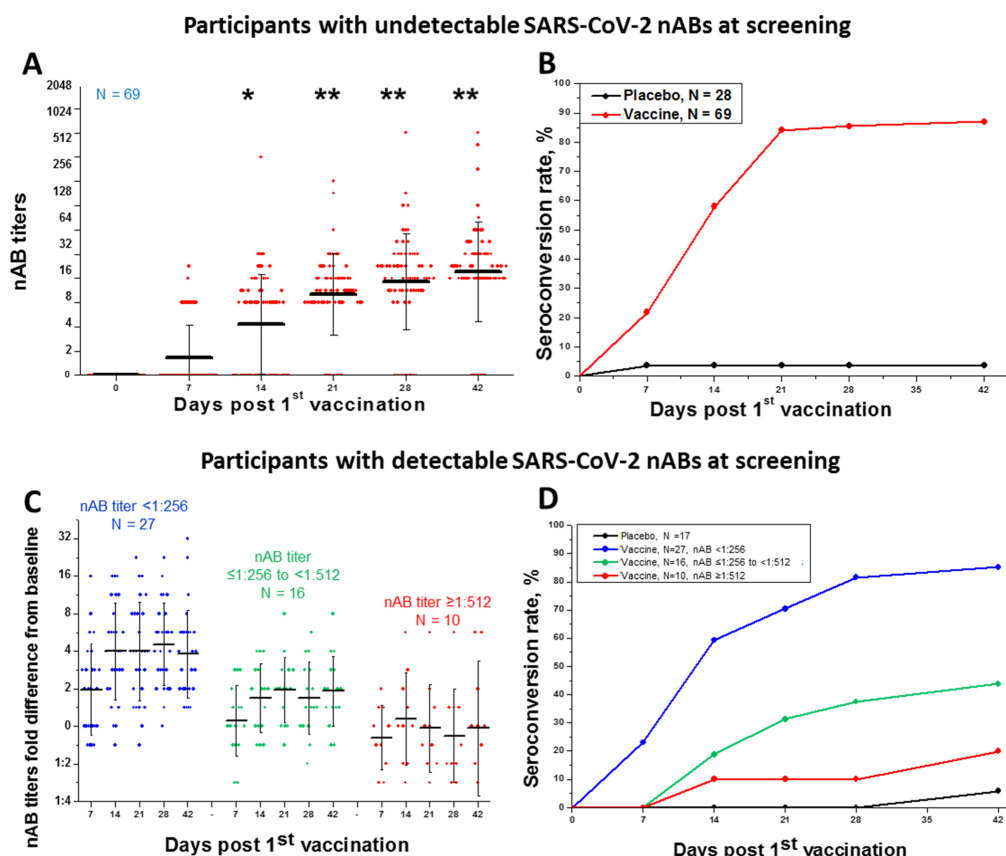 Participants with undetectable SARS-CoV-2 nABs at screening
A
N = 69
* ** ** **
nAB titers
2048
1024
512
256
128
64
32
16
8
4
2
0
0 7 14 21 28 42
Days post 1st vaccination
B
Placebo, N = 28
Vaccine, N = 69
Seroconversion rate, %
100
90
80
70
60
50
40
30
20
10
0
0 7 14 21 28 35 42
Days post 1st vaccination
Participants with detectable SARS-CoV-2 nABs at screening
C
nAB titer <1:256
N = 27
nAB titer
≤1:256 to <1:512
N = 16
nAB titer ≥1:512
N = 10
nAB titers fold difference from baseline
32
16
8
4
2
0
1:2
1:4
7 14 21 28 42 - 7 14 21 28 42 - 7 14 21 28 42
Days post 1st vaccination
D
Placebo, N =17
Vaccine, N=27, nAB <1:256
Vaccine, N=16, nAB ≤1:256 to <1:512
Vaccine, N=10, nAB ≥1:512
Seroconversion rate, %
100
90
80
70
60
50
40
30
20
10
0
0 7 14 21 28 35 42
Days post 1st vaccination